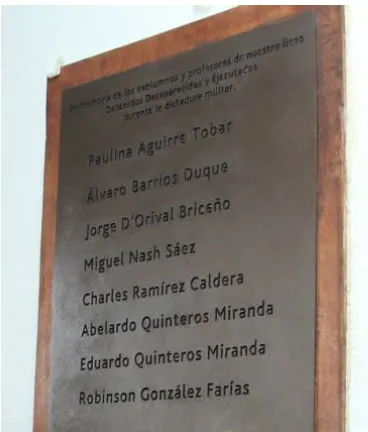 En memoria de los exalumnos y profesores de nuestro liceo
Detenidos Desaparecidos y Ejecutados
durante la dictadura militar.
Paulina Aguirre Tobar
Álvaro Barrios Duque
Jorge D'Orival Briceño
Miguel Nash Sáez
Charles Ramírez Caldera
Abelardo Quinteros Miranda
Eduardo Quinteros Miranda
Robinson González Farías